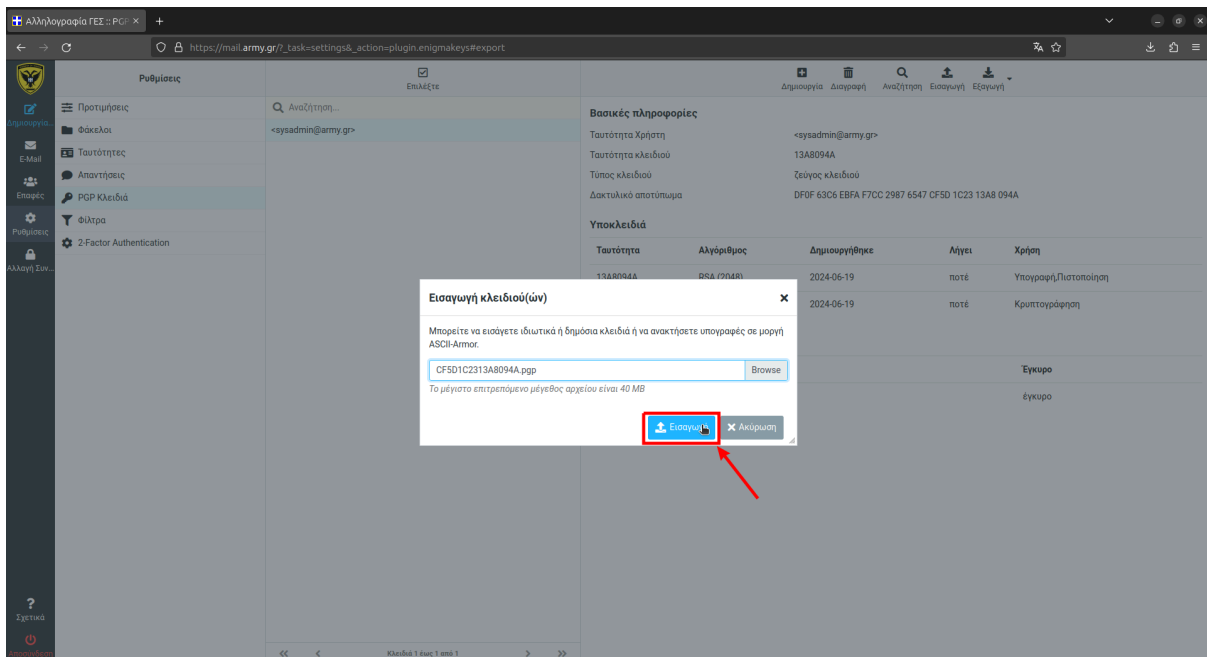 Αλληλογραφία ΓΕΣ :: PGP
https://mail.army.gr/?_task=settings&_action=plugin.enigmakeys#export
Δημιουργία...
E-Mail
Επαφές
Ρυθμίσεις
Αλλαγή Συν...
Σχετικά
Αποσύνδεση
Ρυθμίσεις
Προτιμήσεις
Φάκελοι
Ταυτότητες
Απαντήσεις
PGP Κλειδιά
Φίλτρα
2-Factor Authentication
Επιλέξτε
Αναζήτηση...
<sysadmin@army.gr>
Κλειδιά 1 έως 1 από 1
Δημιουργία Διαγραφή Αναζήτηση Εισαγωγή Εξαγωγή
Βασικές πληροφορίες
Ταυτότητα Χρήστη <sysadmin@army.gr>
Ταυτότητα κλειδιού 13A8094A
Τύπος κλειδιού ζεύγος κλειδιού
Δακτυλικό αποτύπωμα DF0F 63C6 EBFA F7CC 2987 6547 CF5D 1C23 13A8 094A
Υποκλειδιά
Ταυτότητα Αλγόριθμος Δημιουργήθηκε Λήγει Χρήση
13A8094A RSA (2048) 2024-06-19 ποτέ Υπογραφή,Πιστοποίηση
2024-06-19 ποτέ Κρυπτογράφηση
Έγκυρο
έγκυρο
Εισαγωγή κλειδιού(ών)
Μπορείτε να εισάγετε ιδιωτικά ή δημόσια κλειδιά ή να ανακτήσετε υπογραφές σε μοργή
ASCII-Armor.
CF5D1C2313A8094A.pgp Browse
Το μέγιστο επιτρεπόμενο μέγεθος αρχείου είναι 40 MB
Εισαγωγή Ακύρωση